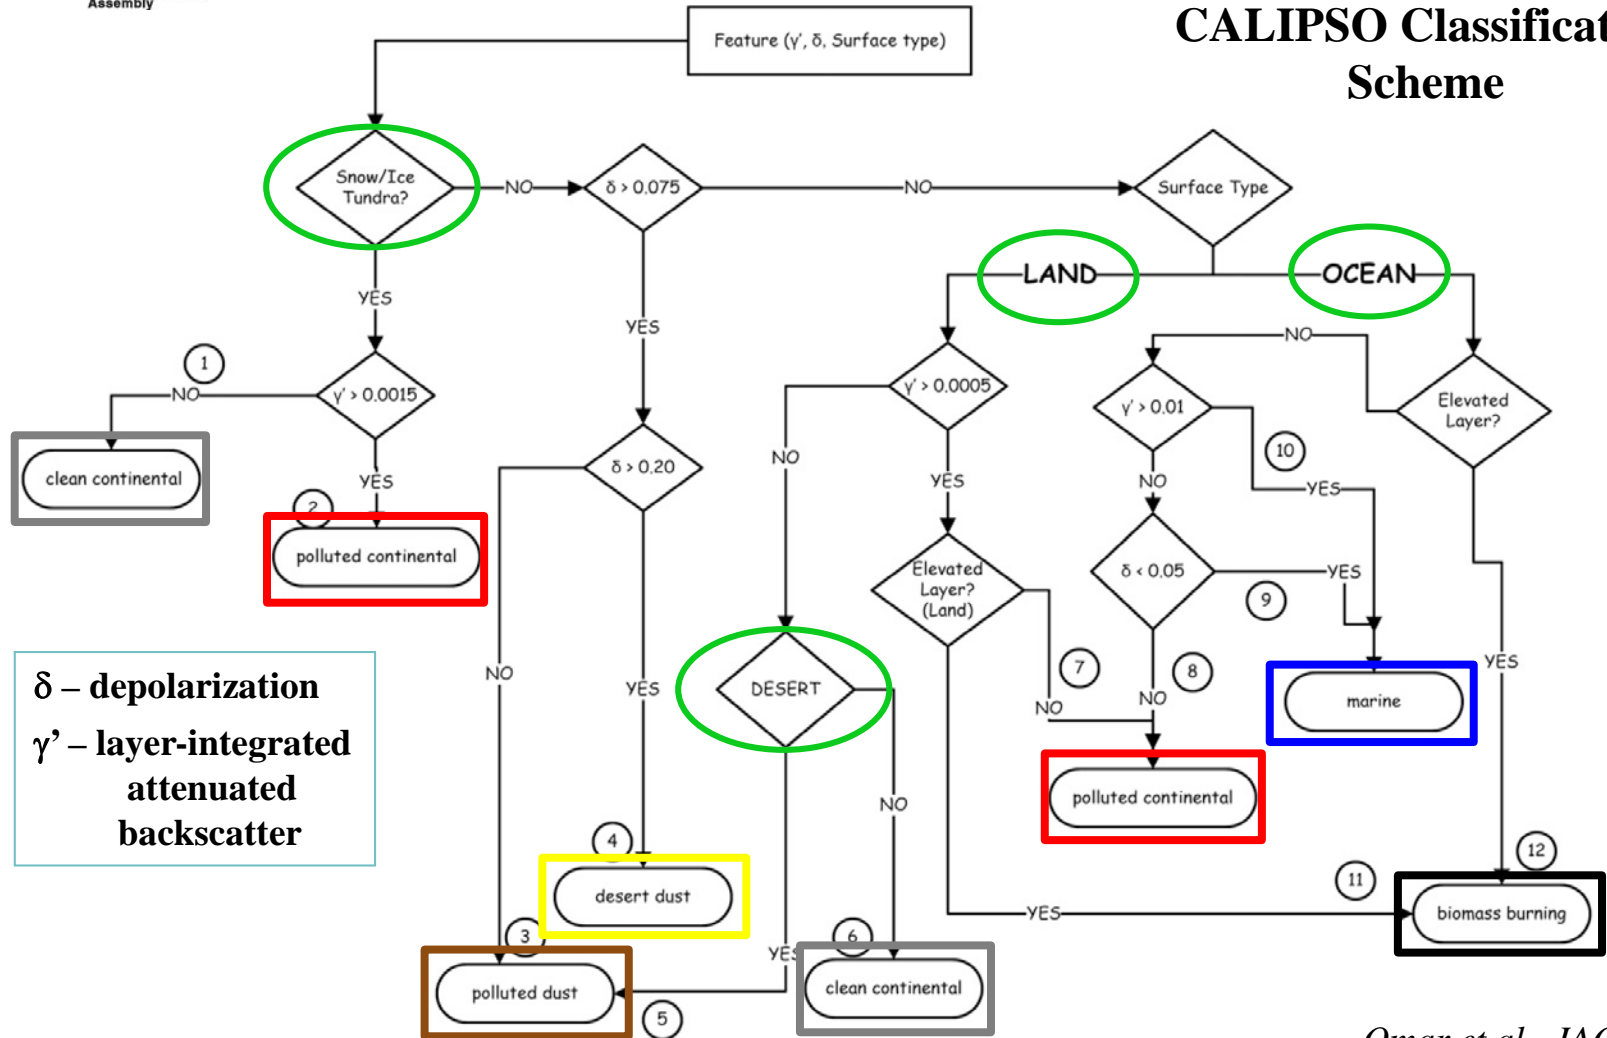 Assembly
CALIPSO Classificat
Scheme
Feature (γ', δ, Surface type)
Snow/Ice
Tundra?
NO
δ > 0.075
NO
Surface Type
LAND
OCEAN
YES
YES
NO
1
NO
γ' > 0.0015
γ' > 0.0005
γ' > 0.01
Elevated
Layer?
10
NO
δ > 0.20
clean continental
YES
YES
NO
YES
2
polluted continental
Elevated
Layer?
(Land)
δ < 0.05
YES
9
δ – depolarization
γ' – layer-integrated
attenuated
backscatter
NO
YES
DESERT
7
8
NO
NO
YES
marine
polluted continental
NO
4
desert dust
11
12
YES
biomass burning
3
YES
6
polluted dust
clean continental
5
Omar et al., JAO